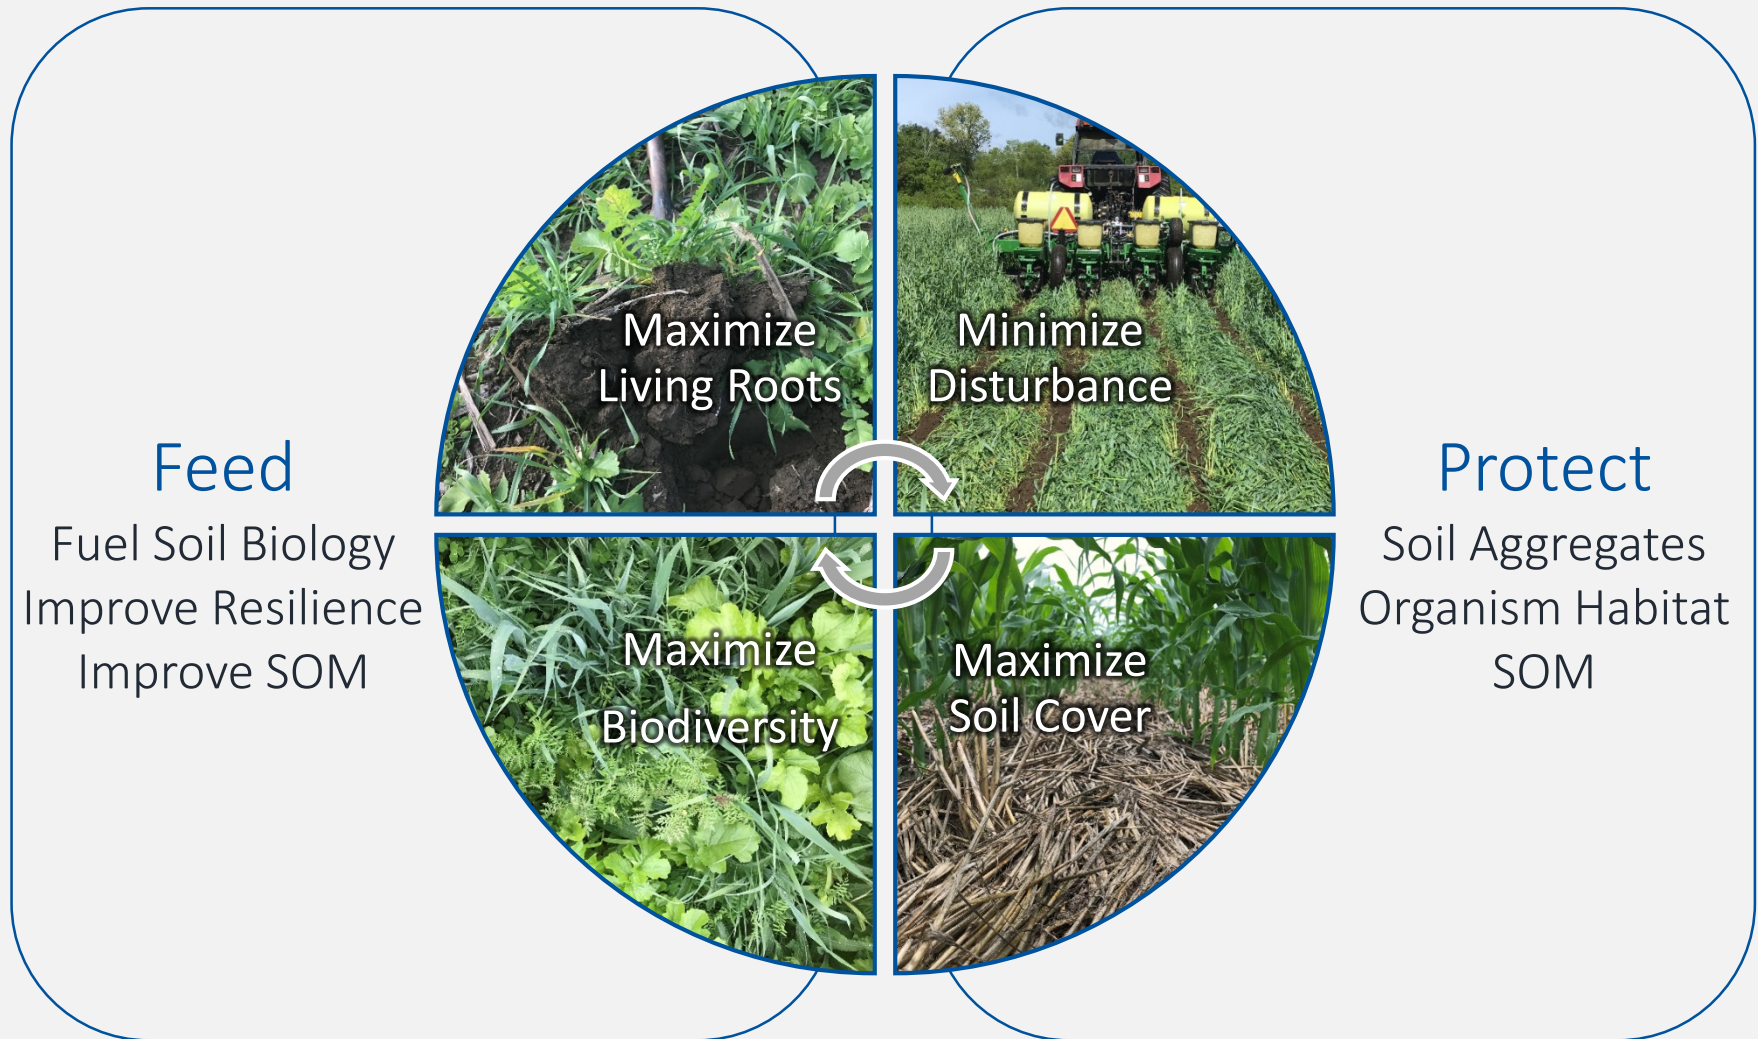 Feed
Fuel Soil Biology
Improve Resilience
Improve SOM
Maximize
Living Roots
Minimize
Disturbance
Maximize
Biodiversity
Maximize
Soil Cover
Protect
Soil Aggregates
Organism Habitat
SOM